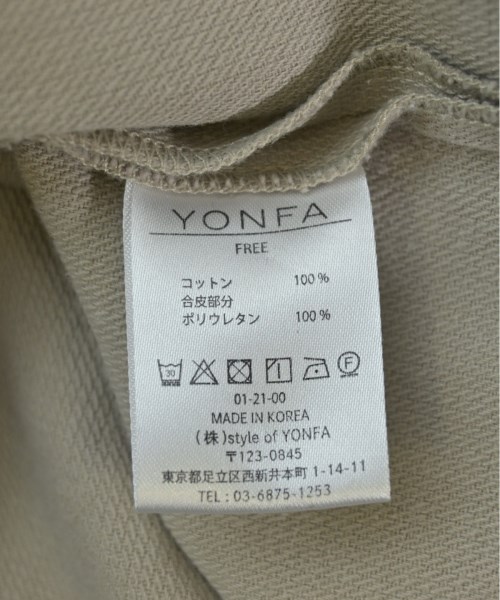 YONFA
FREE
コットン 100%
合皮部分
ポリウレタン 100%
30 F
01-21-00
MADE IN KOREA
(株)style of YONFA
〒123-0845
東京都足立区西新井本町 1-14-11
TEL : 03-6875-1253